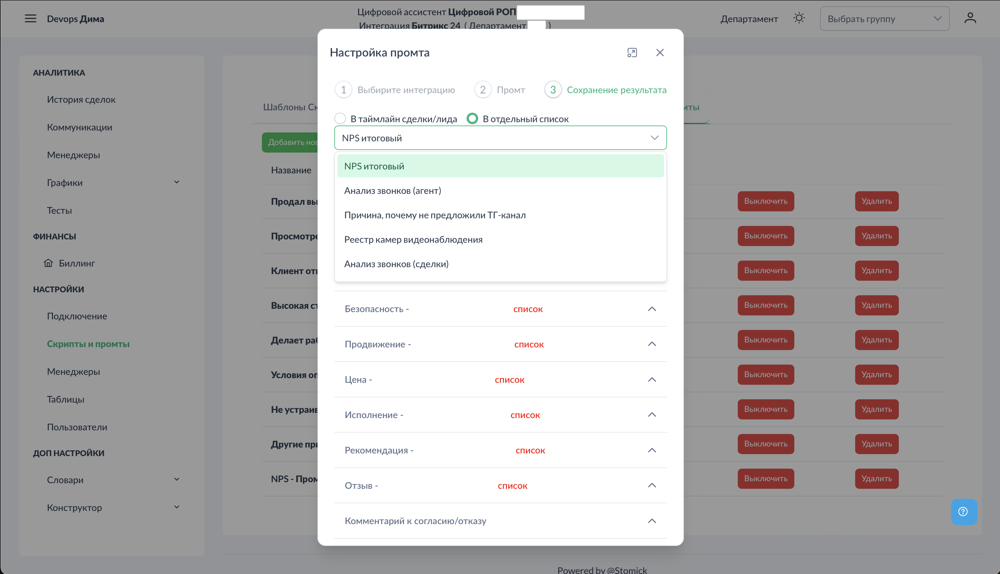 Devops Дима
Цифровой ассистент Цифровой РОП
Интеграция Битрикс 24 ( Департамент )
Департамент
Выбрать группу
АНАЛИТИКА
История сделок
Коммуникации
Менеджеры
Графики
Тесты
ФИНАНСЫ
Биллинг
НАСТРОЙКИ
Подключение
Скрипты и промты
Менеджеры
Таблицы
Пользователи
ДОП НАСТРОЙКИ
Словари
Конструктор
Шаблоны Ск
мты
Добавить нов
Название
Продал вы
Выключить
Удалить
Просмотре
Выключить
Удалить
Клиент от
Выключить
Удалить
Высокая ст
Выключить
Удалить
Делает раб
Выключить
Удалить
Условия оп
Выключить
Удалить
Не устраив
Выключить
Удалить
Другие при
Выключить
Удалить
NPS - Пром
Выключить
Удалить
Настройка промта
1 Выбирите интеграцию
2 Промт
3 Сохранение результата
В таймлайн сделки/лида
В отдельный список
NPS итоговый
NPS итоговый
Анализ звонков (агент)
Причина, почему не предложили ТГ-канал
Реестр камер видеонаблюдения
Анализ звонков (сделки)
Безопасность - список
Продвижение - список
Цена - список
Исполнение - список
Рекомендация - список
Отзыв - список
Комментарий к согласию/отказу
Powered by @Stomick